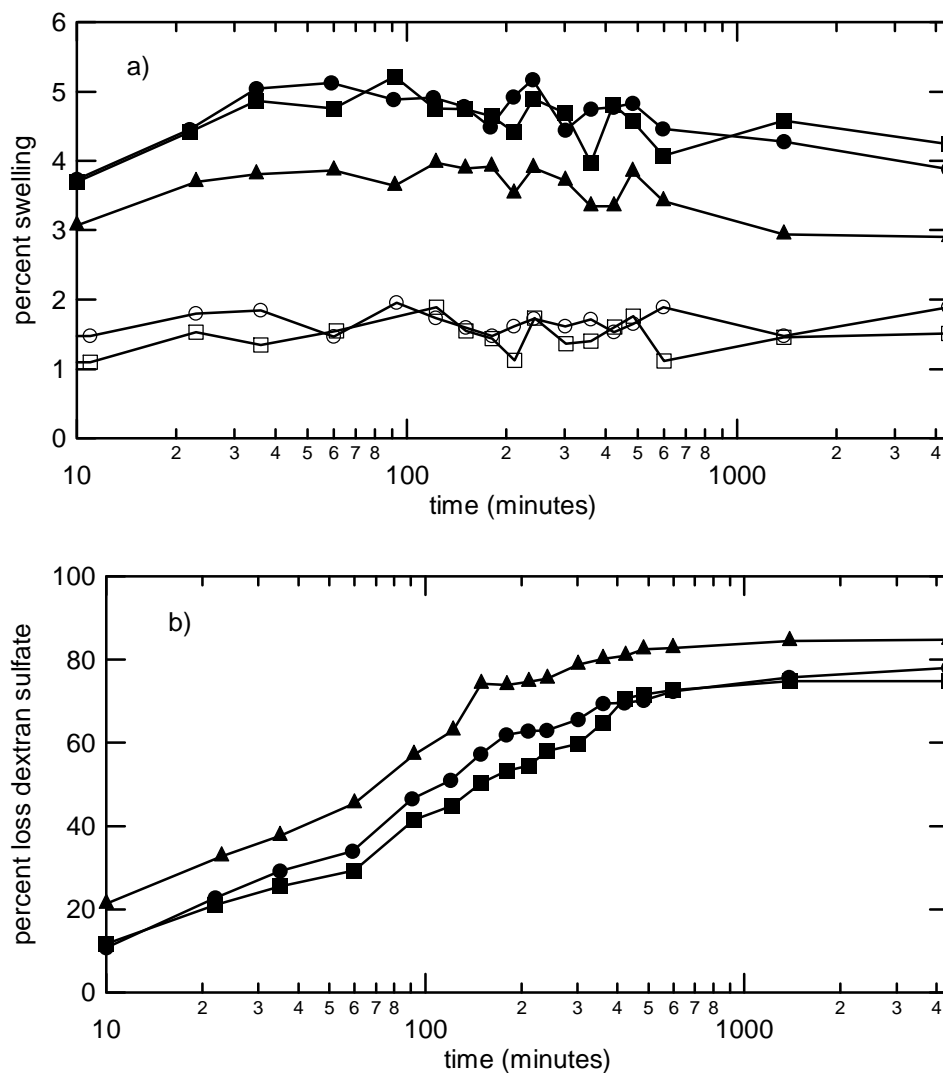 6
a)
5
4
3
2
1
0
percent swelling
2 3 4 5 6 7 8 2 3 4 5 6 7 8 2 3 4
10 100 1000
time (minutes)
100
b)
80
60
40
20
0
percent loss dextran sulfate
2 3 4 5 6 7 8 2 3 4 5 6 7 8 2 3 4
10 100 1000
time (minutes)